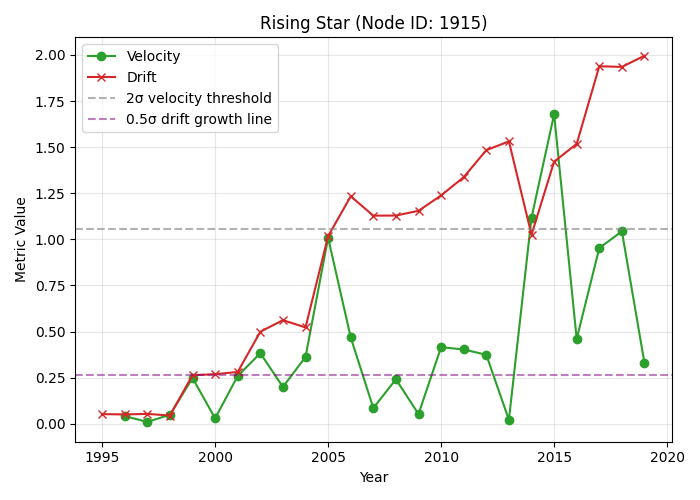 Rising Star (Node ID: 1915)
Velocity
Drift
2σ velocity threshold
0.5σ drift growth line
Metric Value
2.00
1.75
1.50
1.25
1.00
0.75
0.50
0.25
0.00
1995 2000 2005 2010 2015 2020
Year